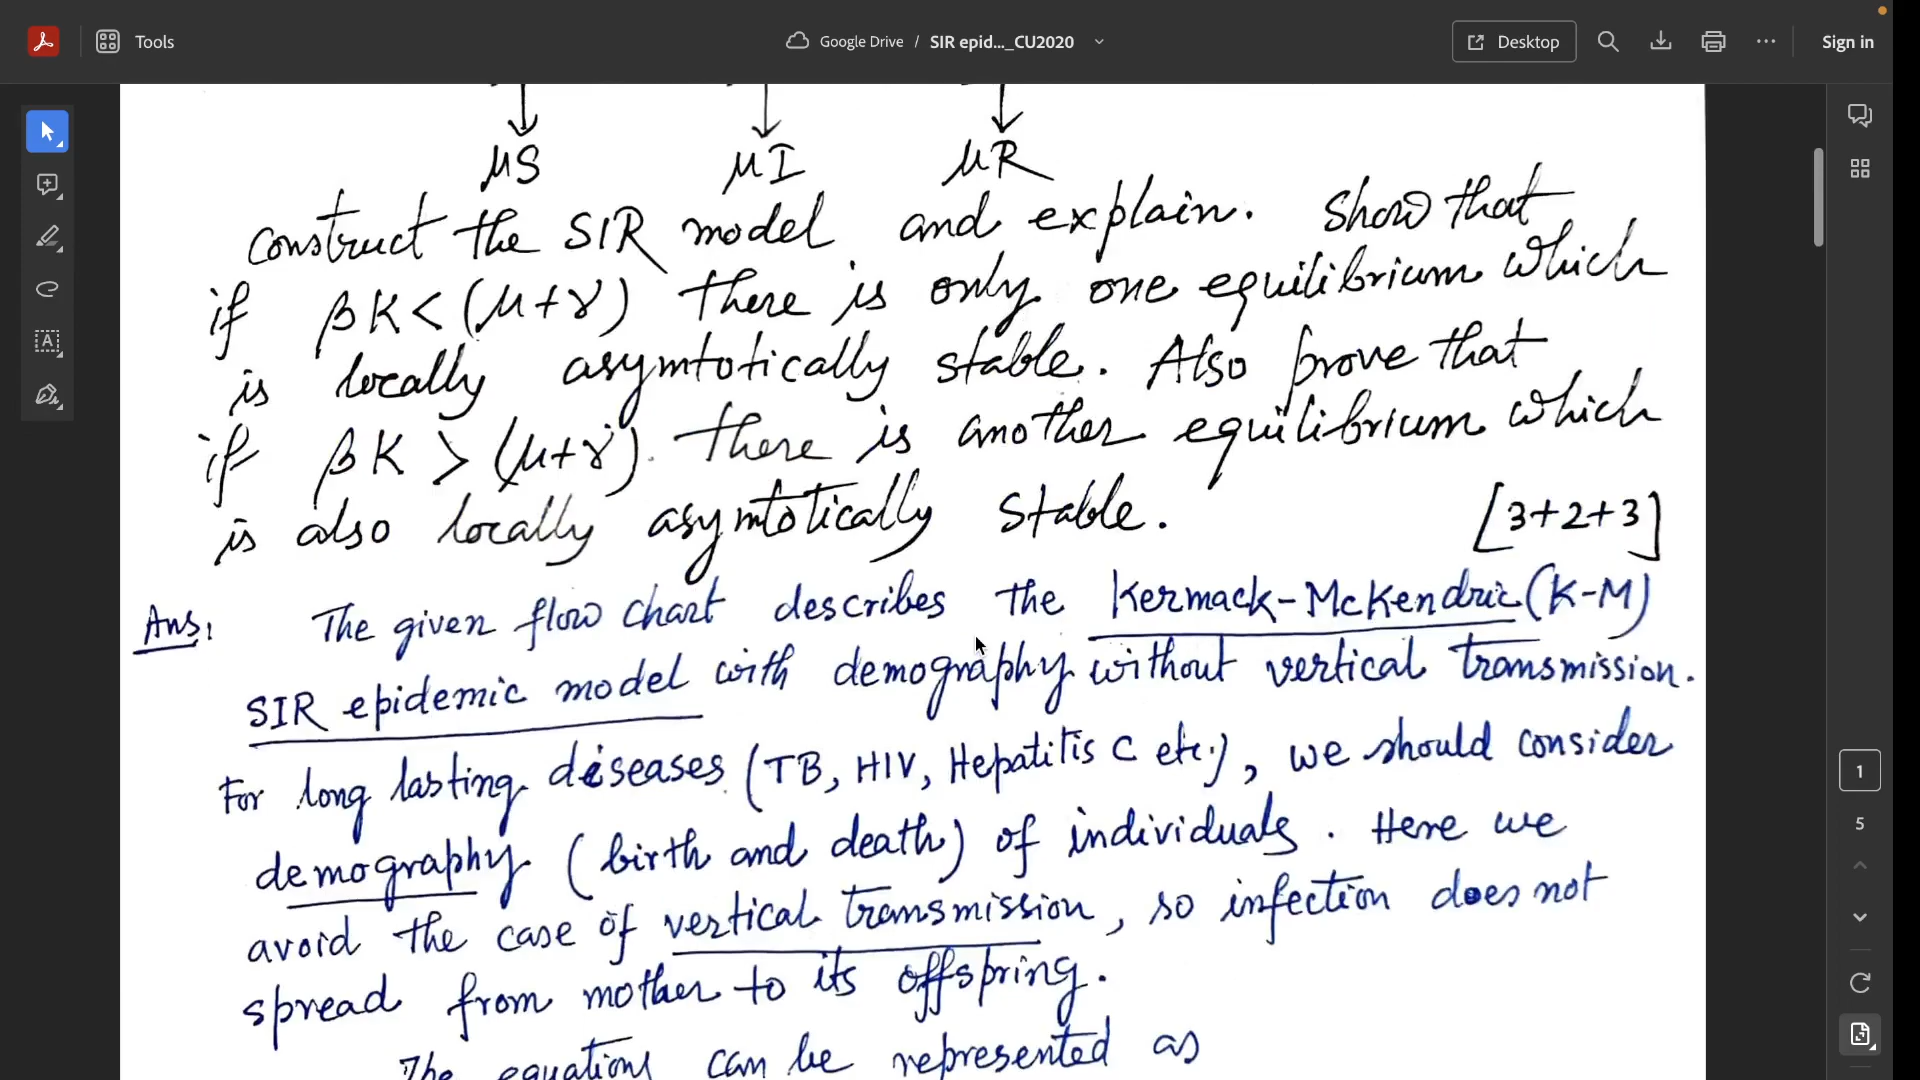 Tools
Google Drive / SIR epid..._CU2020
Desktop
Sign in
μS μI μR
construct the SIR model and explain. Show that
if βK < (μ+γ) there is only one equilibrium which
is locally asymtotically stable. Also prove that
if βK > (μ+γ). there is another equilibrium which
is also locally asymtotically stable. [3+2+3]
Ans: The given flow chart describes the Kermack-McKendric (K-M)
SIR epidemic model with demography without vertical transmission.
For long lasting diseases (TB, HIV, Hepatitis C etc.), we should consider
demography (birth and death) of individuals. Here we
avoid the case of vertical transmission, so infection does not
spread from mother to its offspring.
The equations can be represented as
1
5